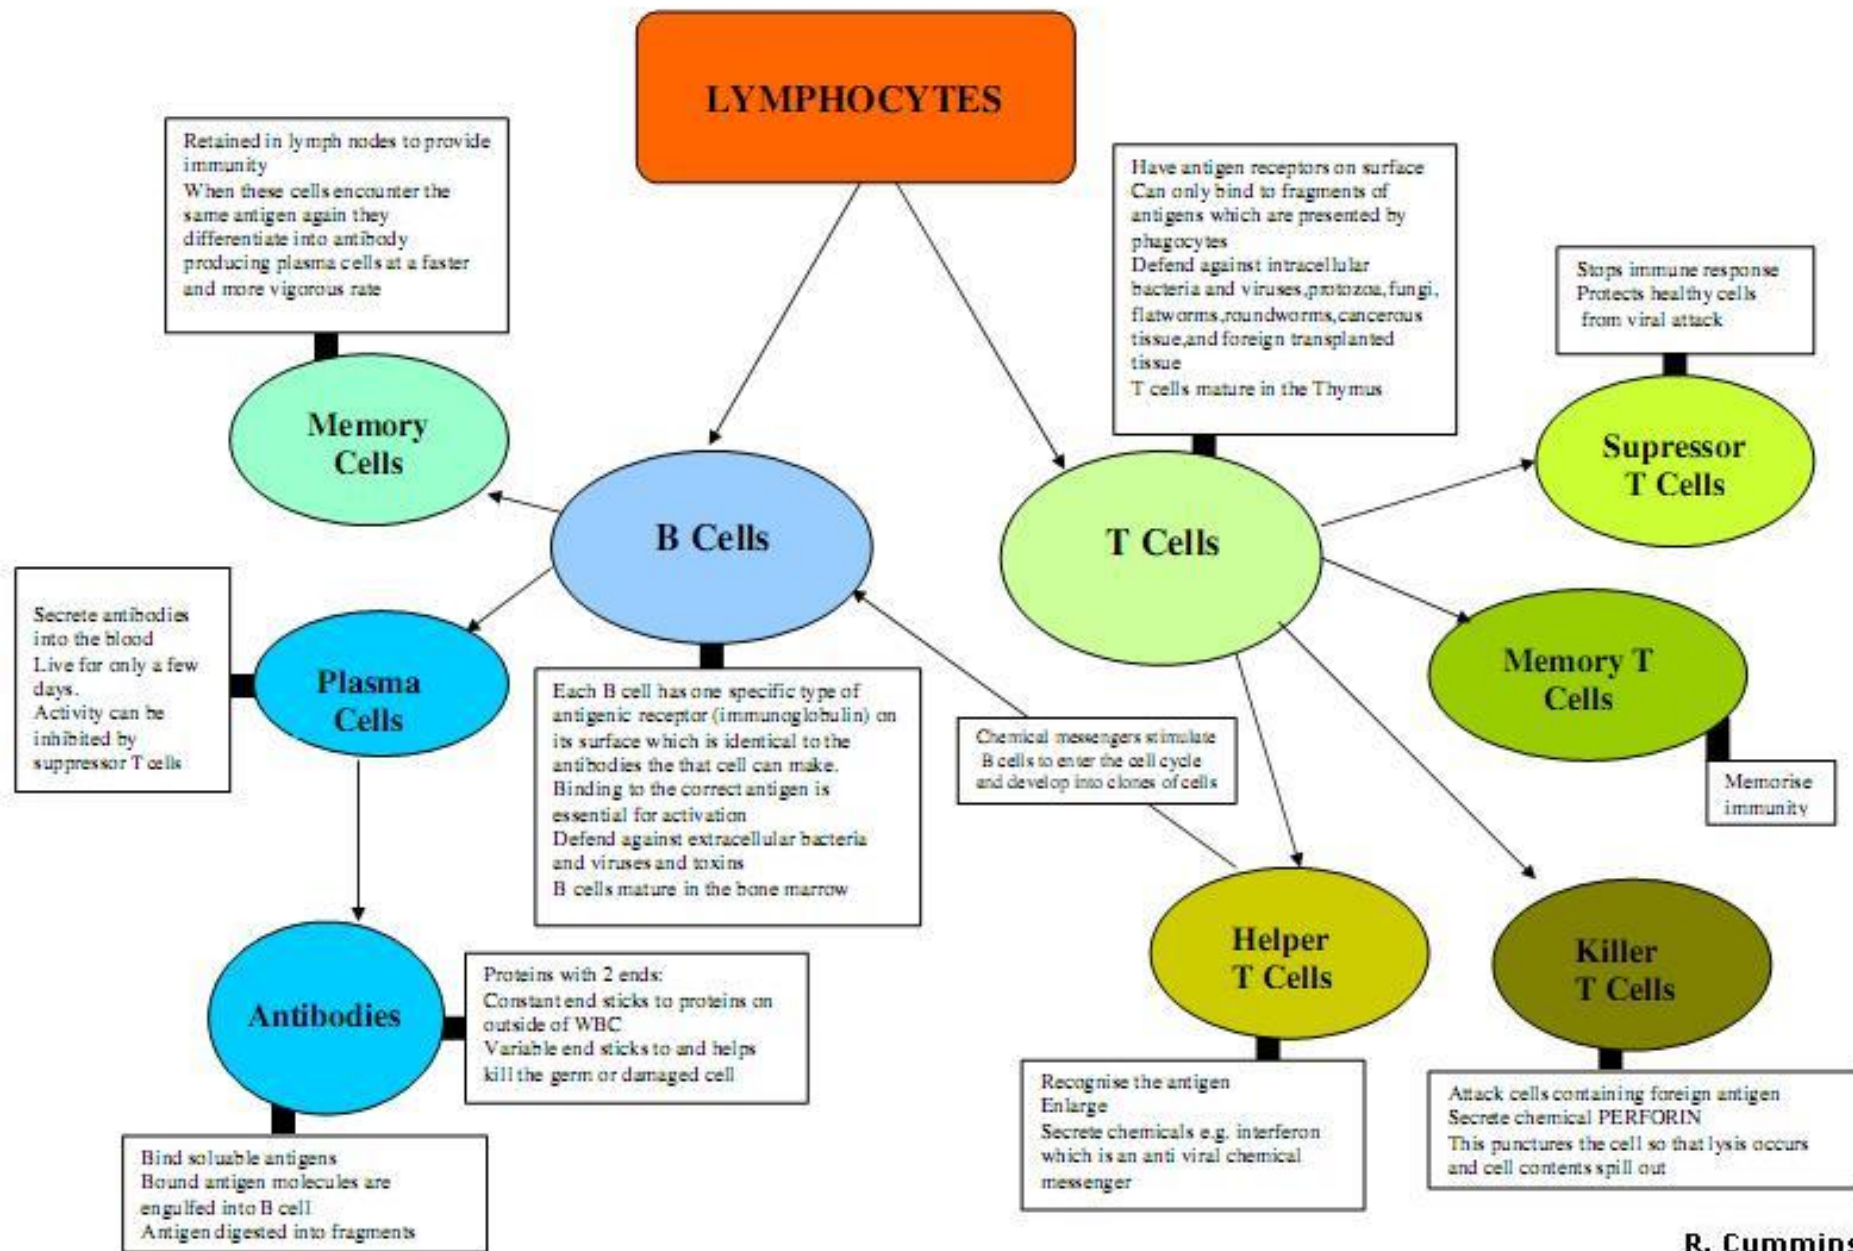 LYMPHOCYTES
Retained in lymph nodes to provide
immunity
When these cells encounter the
same antigen again they
differentiate into antibody
producing plasma cells at a faster
and more vigorous rate
Have antigen receptors on surface
Can only bind to fragments of
antigens which are presented by
phagocytes
Defend against intracellular
bacteria and viruses,protozoa,fungi,
flatworms,roundworms,cancerous
tissue,and foreign transplanted
tissue
T cells mature in the Thymus
Stops immune response
Protects healthy cells
from viral attack
Memory
Cells
B Cells
T Cells
Supressor
T Cells
Secrete antibodies
into the blood
Live for only a few
days.
Activity can be
inhibited by
suppressor T cells
Plasma
Cells
Each B cell has one specific type of
antigenic receptor (immunoglobulin) on
its surface which is identical to the
antibodies the that cell can make.
Binding to the correct antigen is
essential for activation
Defend against extracellular bacteria
and viruses and toxins
B cells mature in the bone marrow
Chemical messengers stimulate
B cells to enter the cell cycle
and develop into clones of cells
Memory T
Cells
Memorise
immunity
Antibodies
Proteins with 2 ends:
Constant end sticks to proteins on
outside of WBC
Variable end sticks to and helps
kill the germ or damaged cell
Helper
T Cells
Killer
T Cells
Bind soluable antigens
Bound antigen molecules are
engulfed into B cell
Antigen digested into fragments
Recognise the antigen
Enlarge
Secrete chemicals e.g. interferon
which is an anti viral chemical
messenger
Attack cells containing foreign antigen
Secrete chemical PERFORIN
This punctures the cell so that lysis occurs
and cell contents spill out
R. Cummins